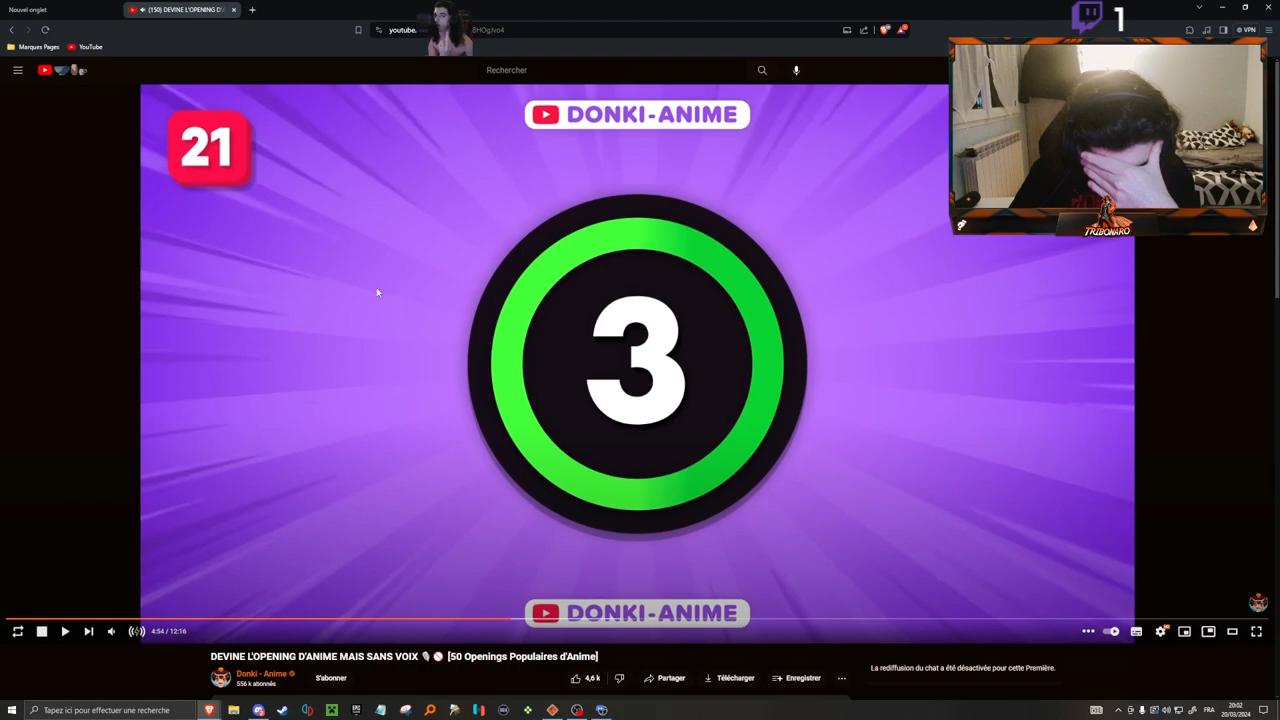 Nouvel onglet
(150) DEVINE L'OPENING D'
1
youtube.
8HOgJvo4
VPN
Marques Pages
YouTube
Rechercher
21
DONKI-ANIME
TRIBONARO
3
DONKI-ANIME
4:54 / 12:16
DEVINE L'OPENING D'ANIME MAIS SANS VOIX 🎙️🚫 [50 Openings Populaires d'Anime]
Donki - Anime
556 k abonnés
S'abonner
4,6 k
Partager
Télécharger
Enregistrer
La rediffusion du chat a été désactivée pour cette Première.
Tapez ici pour effectuer une recherche
FRA
20:02
20/03/2024